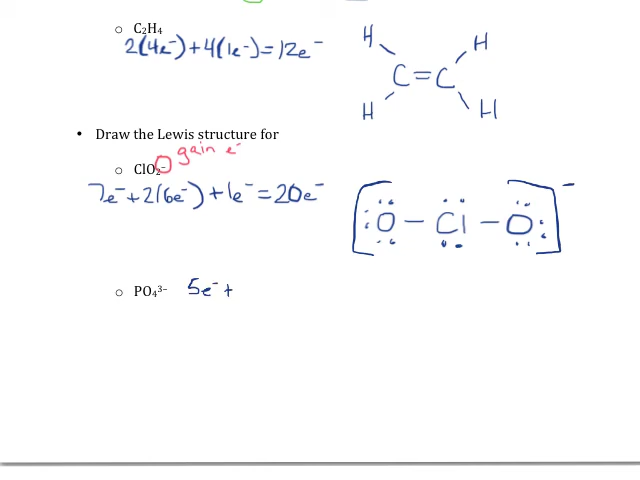 ○ C₂H₄
2(4e⁻)+4(1e⁻)=12e⁻
H H
C=C
H H
• Draw the Lewis structure for
gain e⁻
○ ClO₂⁻
7e⁻+2(6e⁻)+1e⁻=20e⁻
[:O–Cl–O:]⁻
○ PO₄³⁻ 5e⁻+